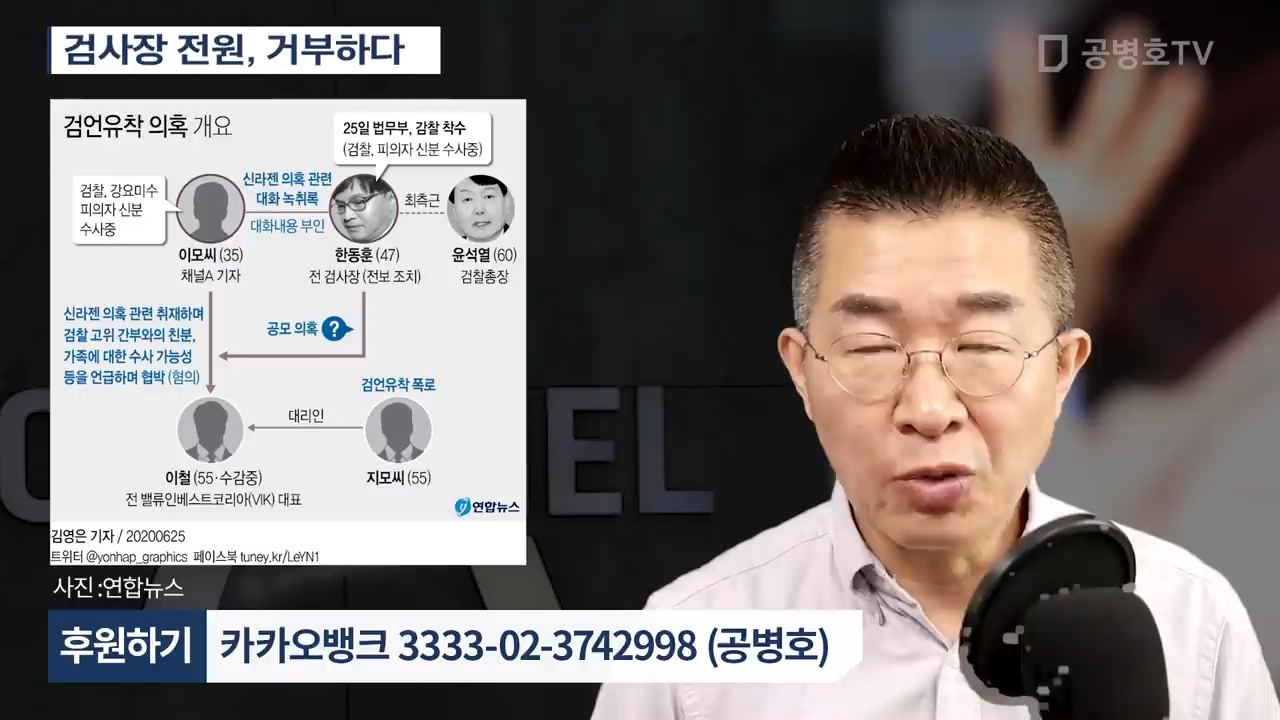 검사장 전원, 거부하다
공병호TV
검언유착 의혹 개요
25일 법무부, 감찰 착수
(검찰, 피의자 신분 수사중)
검찰, 강요미수
피의자 신분
수사중
신라젠 의혹 관련
대화 녹취록
대화내용 부인
최측근
이모씨 (35)
채널A 기자
한동훈 (47)
전 검사장 (전보 조치)
윤석열 (60)
검찰총장
신라젠 의혹 관련 취재하며
검찰 고위 간부와의 친분,
가족에 대한 수사 가능성
등을 언급하며 협박 (혐의)
공모 의혹 ?
검언유착 폭로
대리인
이철 (55·수감중)
전 밸류인베스트코리아(VIK) 대표
지모씨 (55)
연합뉴스
김영은 기자 / 20200625
트위터 @yonhap_graphics 페이스북 tuney.kr/LeYN1
사진 :연합뉴스
EL
후원하기
카카오뱅크 3333-02-3742998 (공병호)